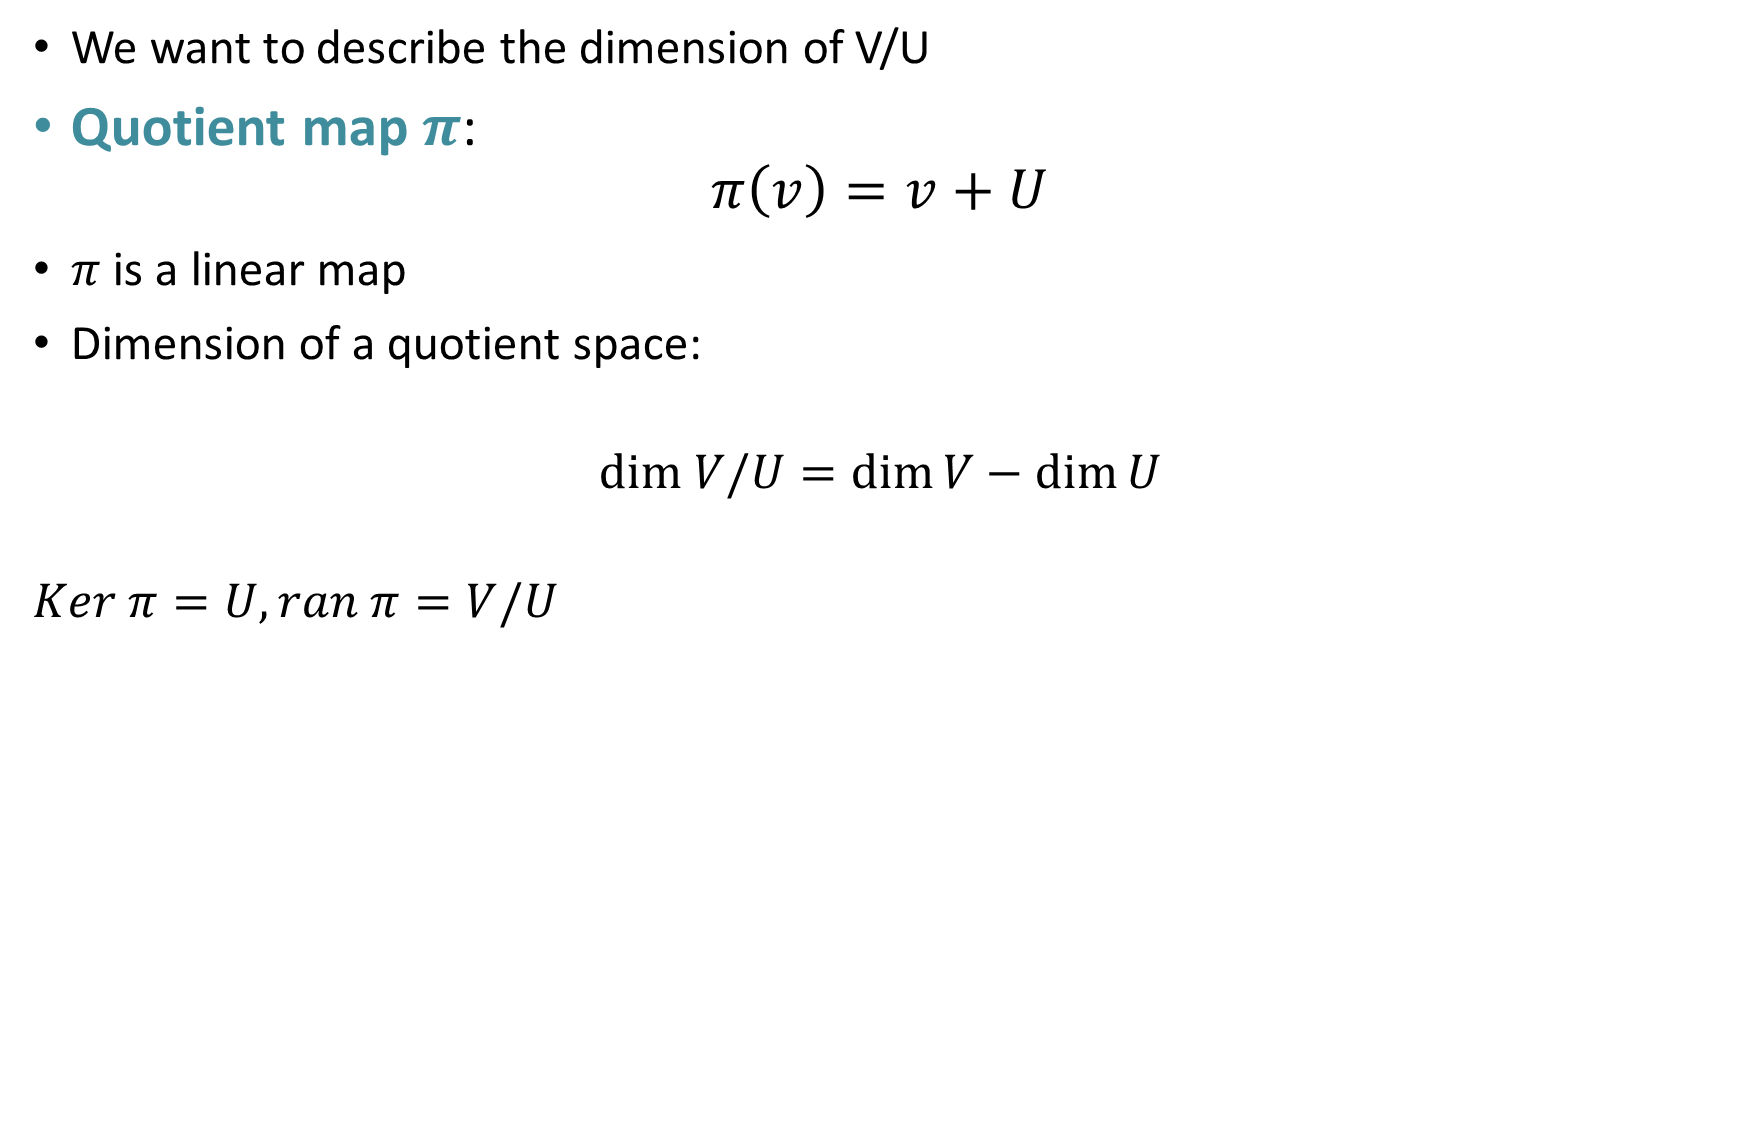 • We want to describe the dimension of V/U
• Quotient map 𝝅:
𝜋(𝑣) = 𝑣 + 𝑈
• 𝜋 is a linear map
• Dimension of a quotient space:
dim 𝑉/𝑈 = dim 𝑉 − dim 𝑈
𝐾𝑒𝑟 𝜋 = 𝑈, 𝑟𝑎𝑛 𝜋 = 𝑉/𝑈